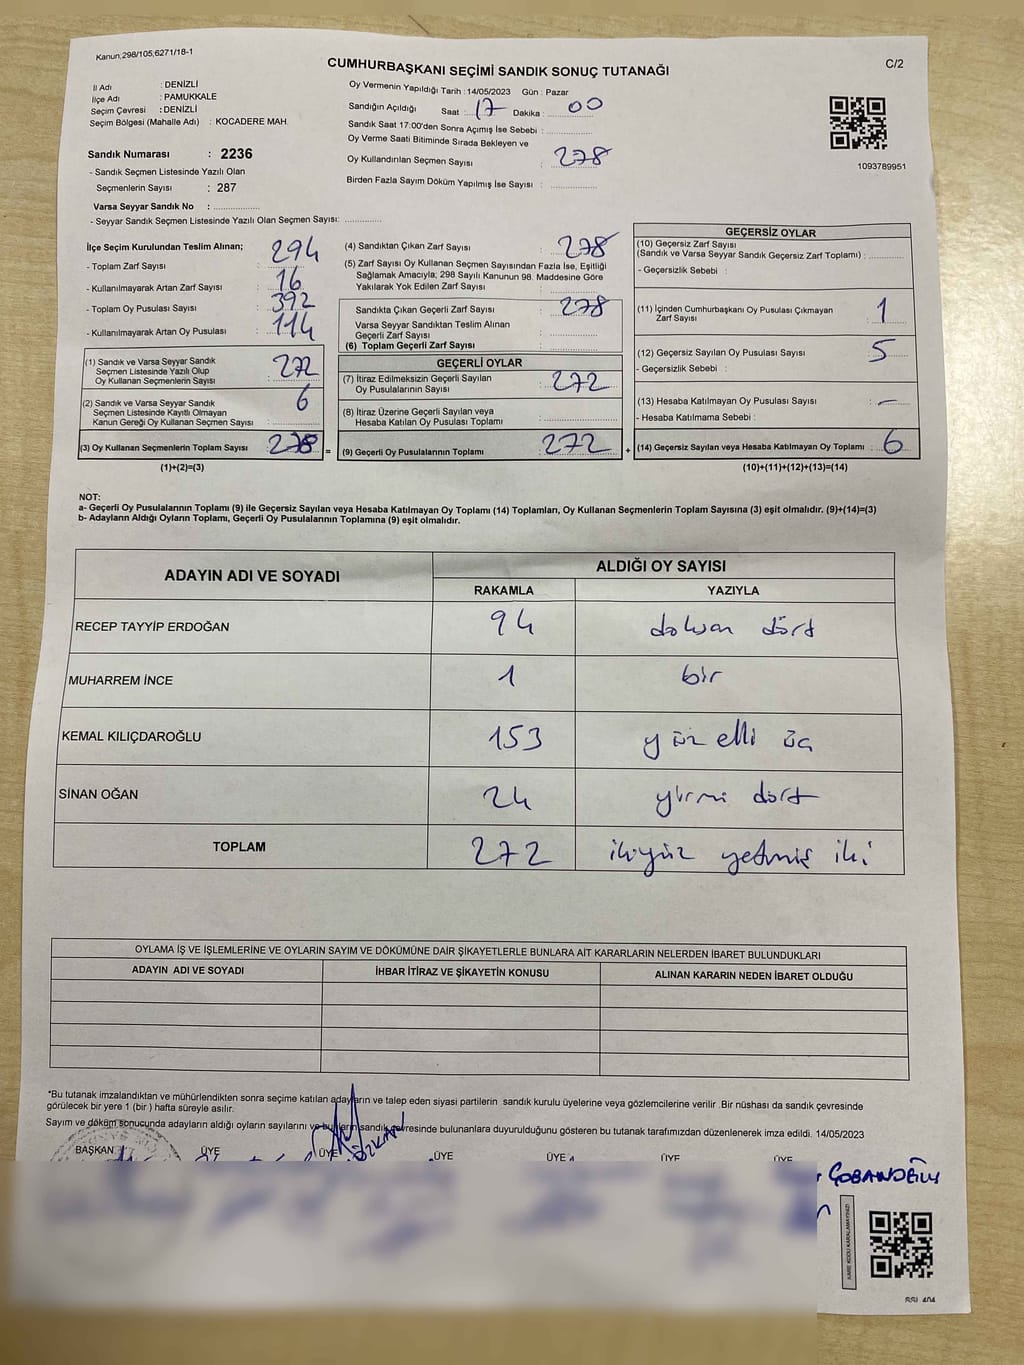 Kanun;298/105,6271/18-1
CUMHURBAŞKANI SEÇİMİ SANDIK SONUÇ TUTANAĞI
C/2
İl Adı : DENİZLİ
İlçe Adı : PAMUKKALE
Seçim Çevresi : DENİZLİ
Seçim Bölgesi (Mahalle Adı) : KOCADERE MAH.
Sandık Numarası : 2236
- Sandık Seçmen Listesinde Yazılı Olan
Seçmenlerin Sayısı : 287
Varsa Seyyar Sandık No :
- Seyyar Sandık Seçmen Listesinde Yazılı Olan Seçmen Sayısı:
Oy Vermenin Yapıldığı Tarih : 14/05/2023 Gün : Pazar
Sandığın Açıldığı Saat : 17 Dakika : 00
Sandık Saat 17:00'den Sonra Açımış İse Sebebi :
Oy Verme Saati Bitiminde Sırada Bekleyen ve
Oy Kullandırılan Seçmen Sayısı : 278
Birden Fazla Sayım Döküm Yapılmış İse Sayısı :
1093789951
İlçe Seçim Kurulundan Teslim Alınan;
- Toplam Zarf Sayısı : 294
- Kullanılmayarak Artan Zarf Sayısı : 16
- Toplam Oy Pusulası Sayısı : 392
- Kullanılmayarak Artan Oy Pusulası : 114
(1) Sandık ve Varsa Seyyar Sandık
Seçmen Listesinde Yazılı Olup
Oy Kullanan Seçmenlerin Sayısı : 272
(2) Sandık ve Varsa Seyyar Sandık
Seçmen Listesinde Kayıtlı Olmayan
Kanun Gereği Oy Kullanan Seçmen Sayısı : 6
(3) Oy Kullanan Seçmenlerin Toplam Sayısı : 278
(1)+(2)=(3)
(4) Sandıktan Çıkan Zarf Sayısı : 278
(5) Zarf Sayısı Oy Kullanan Seçmen Sayısından Fazla İse, Eşitliği
Sağlamak Amacıyla; 298 Sayılı Kanunun 98. Maddesine Göre
Yakılarak Yok Edilen Zarf Sayısı :
Sandıkta Çıkan Geçerli Zarf Sayısı : 278
Varsa Seyyar Sandıktan Teslim Alınan
Geçerli Zarf Sayısı :
(6) Toplam Geçerli Zarf Sayısı :
GEÇERLİ OYLAR
(7) İtiraz Edilmeksizin Geçerli Sayılan
Oy Pusulalarının Sayısı : 272
(8) İtiraz Üzerine Geçerli Sayılan veya
Hesaba Katılan Oy Pusulası Toplamı :
= (9) Geçerli Oy Pusulalarının Toplamı : 272 +
GEÇERSİZ OYLAR
(10) Geçersiz Zarf Sayısı
(Sandık ve Varsa Seyyar Sandık Geçersiz Zarf Toplamı) :
- Geçersizlik Sebebi :
(11) İçinden Cumhurbaşkanı Oy Pusulası Çıkmayan
Zarf Sayısı : 1
(12) Geçersiz Sayılan Oy Pusulası Sayısı : 5
- Geçersizlik Sebebi :
(13) Hesaba Katılmayan Oy Pusulası Sayısı : -
- Hesaba Katılmama Sebebi :
(14) Geçersiz Sayılan veya Hesaba Katılmayan Oy Toplamı : 6
(10)+(11)+(12)+(13)=(14)
NOT:
a- Geçerli Oy Pusulalarının Toplamı (9) ile Geçersiz Sayılan veya Hesaba Katılmayan Oy Toplamı (14) Toplamları, Oy Kullanan Seçmenlerin Toplam Sayısına (3) eşit olmalıdır. (9)+(14)=(3)
b- Adayların Aldığı Oyların Toplamı, Geçerli Oy Pusulalarının Toplamına (9) eşit olmalıdır.
ADAYIN ADI VE SOYADI
ALDIĞI OY SAYISI
RAKAMLA YAZIYLA
RECEP TAYYİP ERDOĞAN 94 doksan dört
MUHARREM İNCE 1 bir
KEMAL KILIÇDAROĞLU 153 yüz elli üç
SİNAN OĞAN 24 yirmi dört
TOPLAM 272 ikiyüz yetmiş iki
OYLAMA İŞ VE İŞLEMLERİNE VE OYLARIN SAYIM VE DÖKÜMÜNE DAİR ŞİKAYETLERLE BUNLARA AİT KARARLARIN NELERDEN İBARET BULUNDUKLARI
ADAYIN ADI VE SOYADI İHBAR İTİRAZ VE ŞİKAYETİN KONUSU ALINAN KARARIN NEDEN İBARET OLDUĞU
*Bu tutanak imzalandıktan ve mühürlendikten sonra seçime katılan adayların ve talep eden siyasi partilerin sandık kurulu üyelerine veya gözlemcilerine verilir .Bir nüshası da sandık çevresinde
görülecek bir yere 1 (bir ) hafta süreyle asılır.
Sayım ve döküm sonucunda adayların aldığı oyların sayılarını ve bunların sandık çevresinde bulunanlara duyurulduğunu gösteren bu tutanak tarafımızdan düzenlenerek imza edildi. 14/05/2023
BAŞKAN ÜYE ÜYE ÜYE ÜYE ÜYE ÜYE
ÇOBANOĞLU
KARE KODU KARALAMAYINIZ!